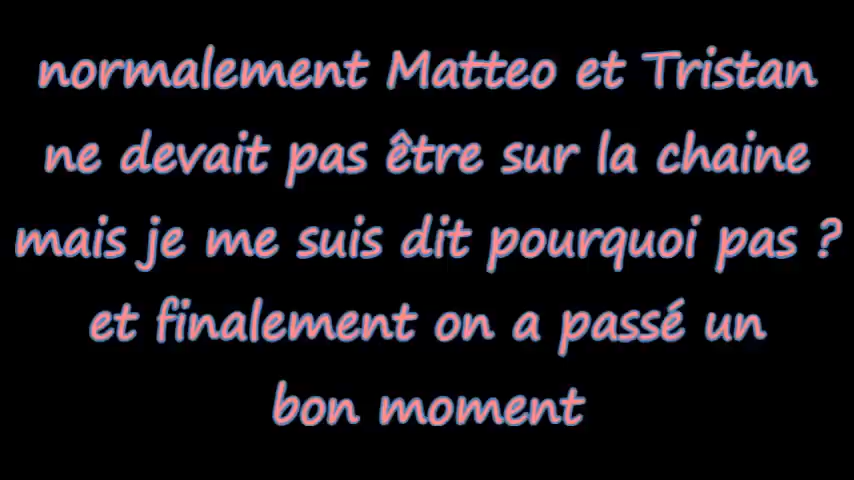 normalement Matteo et Tristan
ne devait pas être sur la chaine
mais je me suis dit pourquoi pas ?
et finalement on a passé un
bon moment